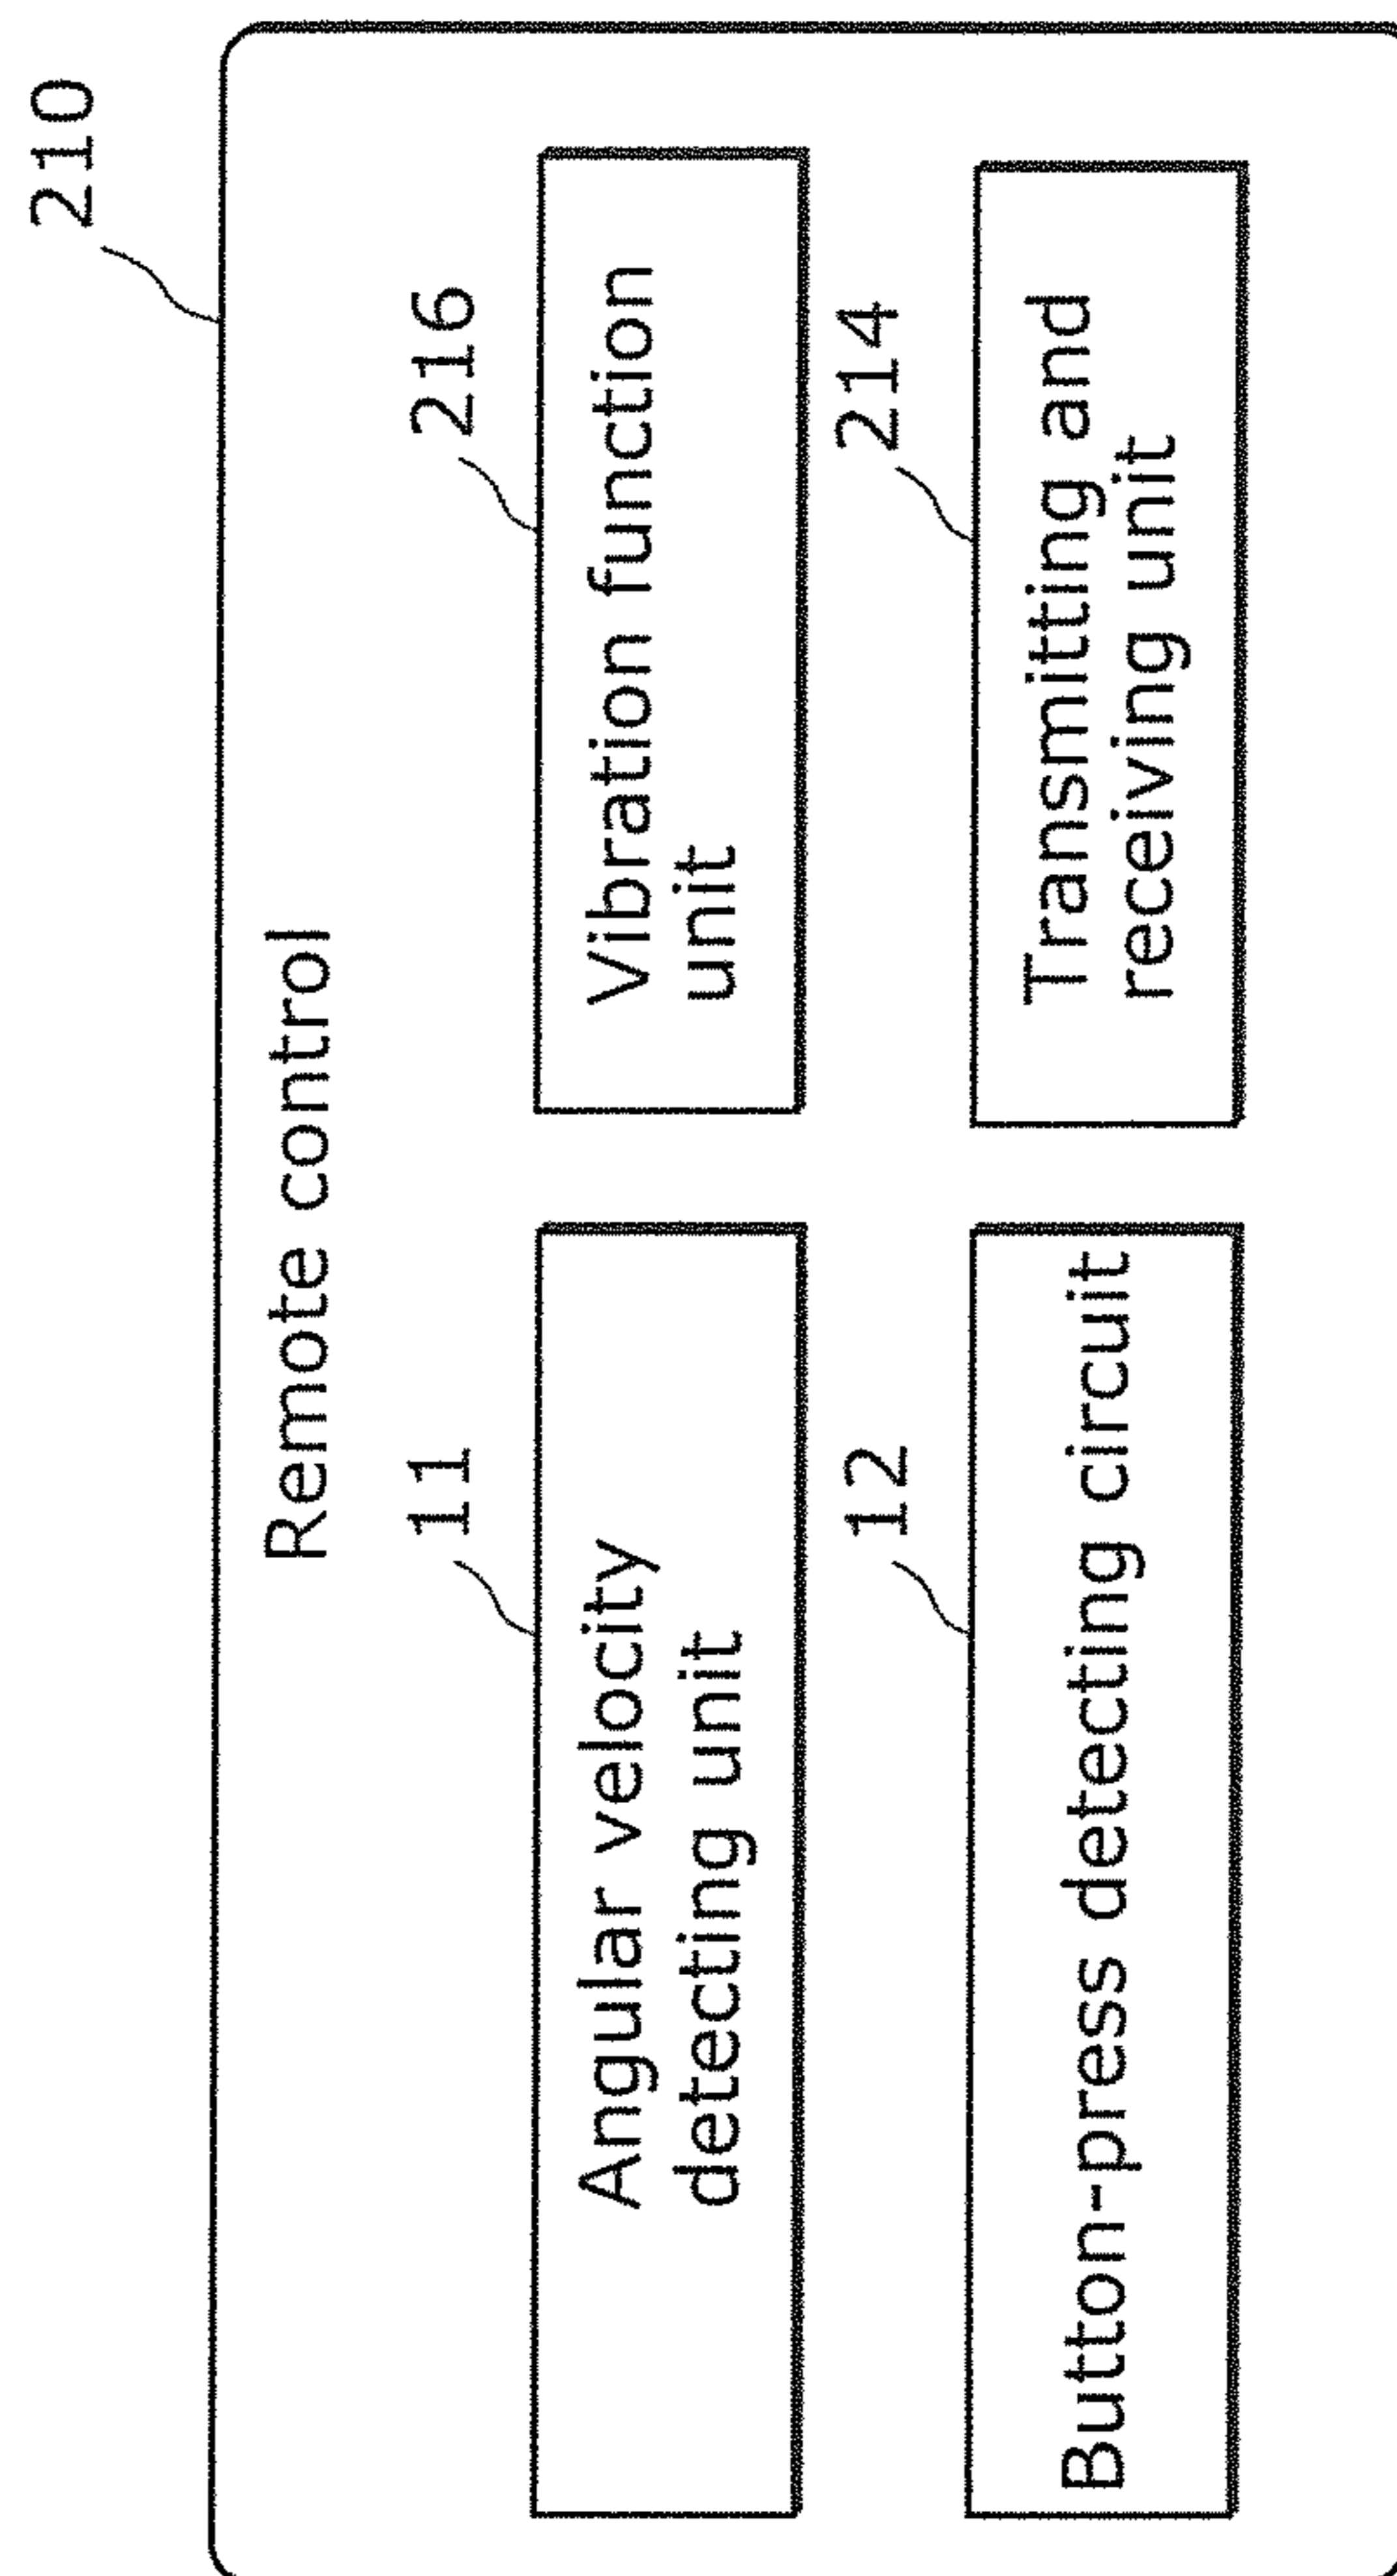 210
Remote control
11
Angular velocity
detecting unit
216
Vibration function
unit
12
Button-press detecting circuit
214
Transmitting and
receiving unit